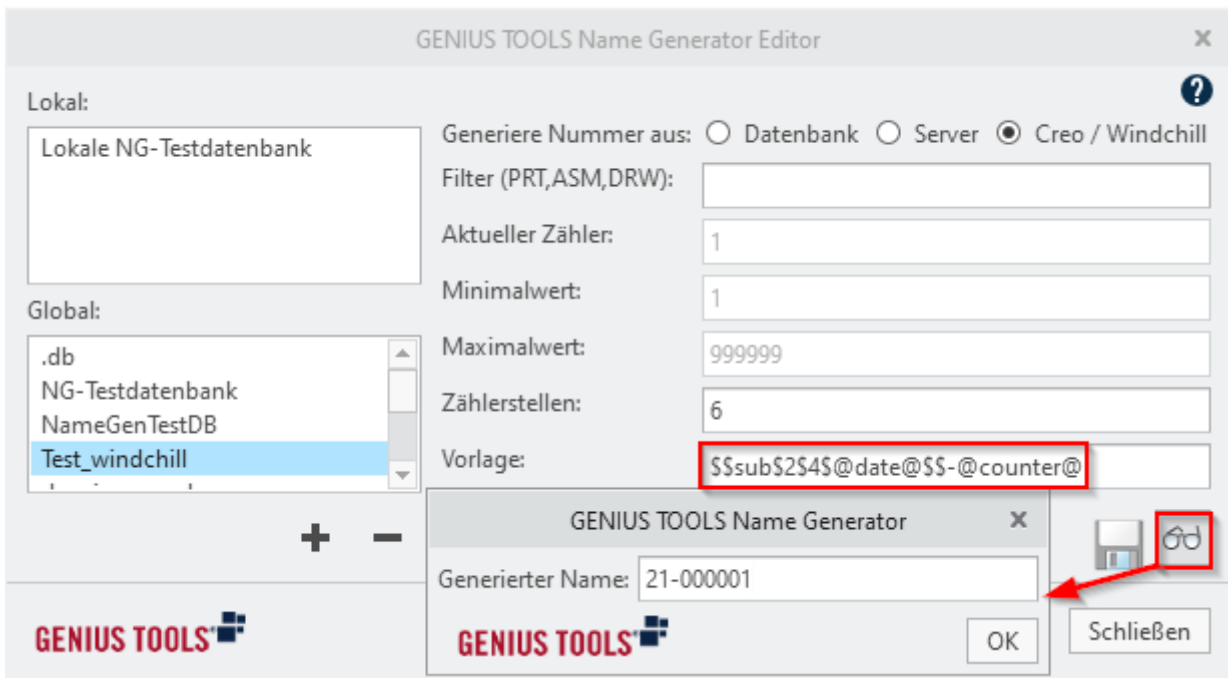 GENIUS TOOLS Name Generator Editor
Lokal:
Lokale NG-Testdatenbank
Global:
.db
NG-Testdatenbank
NameGenTestDB
Test_windchill
Generiere Nummer aus: Datenbank Server Creo / Windchill
Filter (PRT,ASM,DRW):
Aktueller Zähler: 1
Minimalwert: 1
Maximalwert: 999999
Zählerstellen: 6
Vorlage: $$sub$2$4$@date@$$-@counter@
GENIUS TOOLS Name Generator
Generierter Name: 21-000001
GENIUS TOOLS
OK
GENIUS TOOLS
Schließen